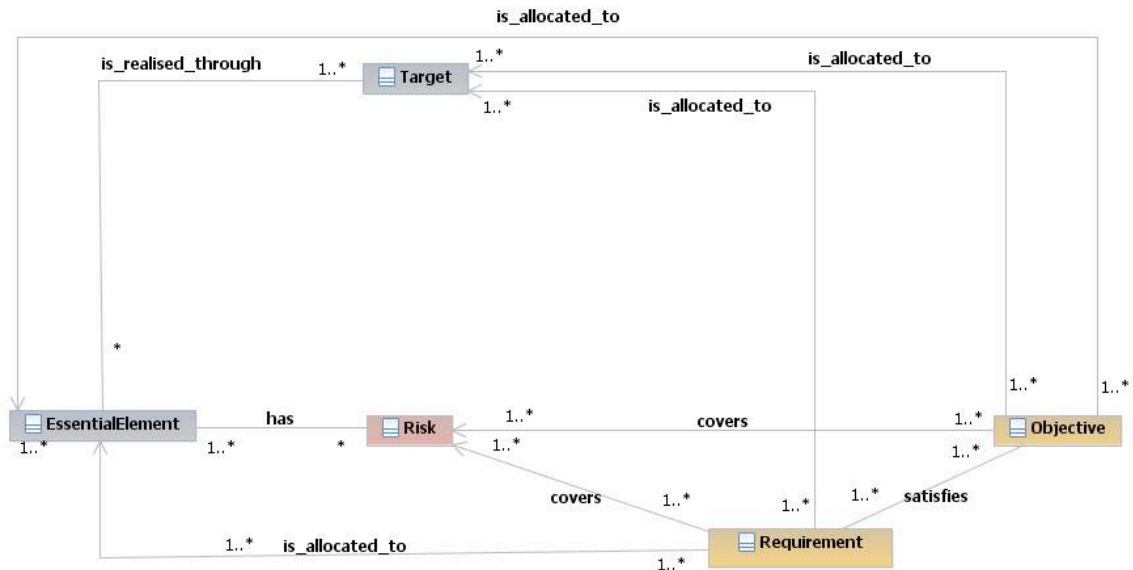 is_allocated_to
is_realised_through
1..*
Target
1..*
is_allocated_to
1..*
is_allocated_to
*
1..*
1..*
EssentialElement
1..*
has
1..*
*
Risk
1..*
1..*
covers
1..*
Objective
1..*
covers
1..*
1..*
satisfies
1..*
1..*
is_allocated_to
1..*
Requirement